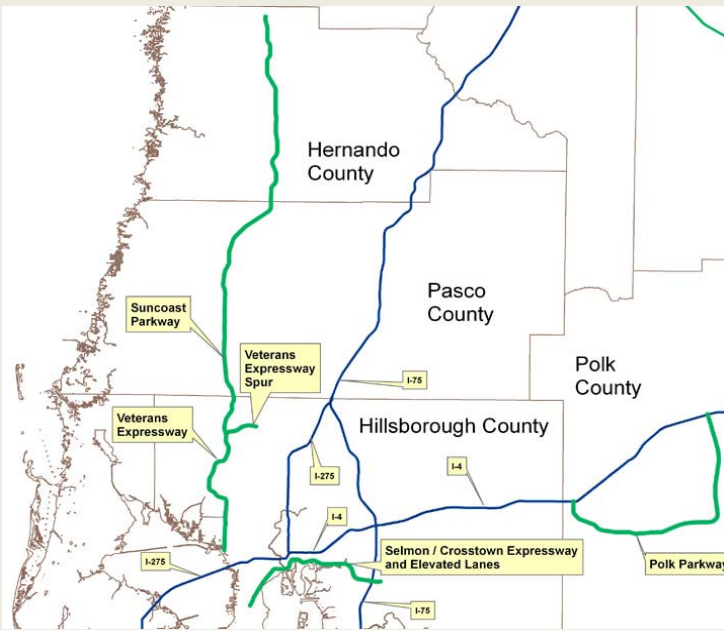 Hernando
County
Suncoast
Parkway
Pasco
County
Veterans
Expressway
Spur
I-75
Polk
County
Veterans
Expressway
Hillsborough County
I-275
I-4
I-4
I-275
Selmon / Crosstown Expressway
and Elevated Lanes
Polk Parkway
I-75